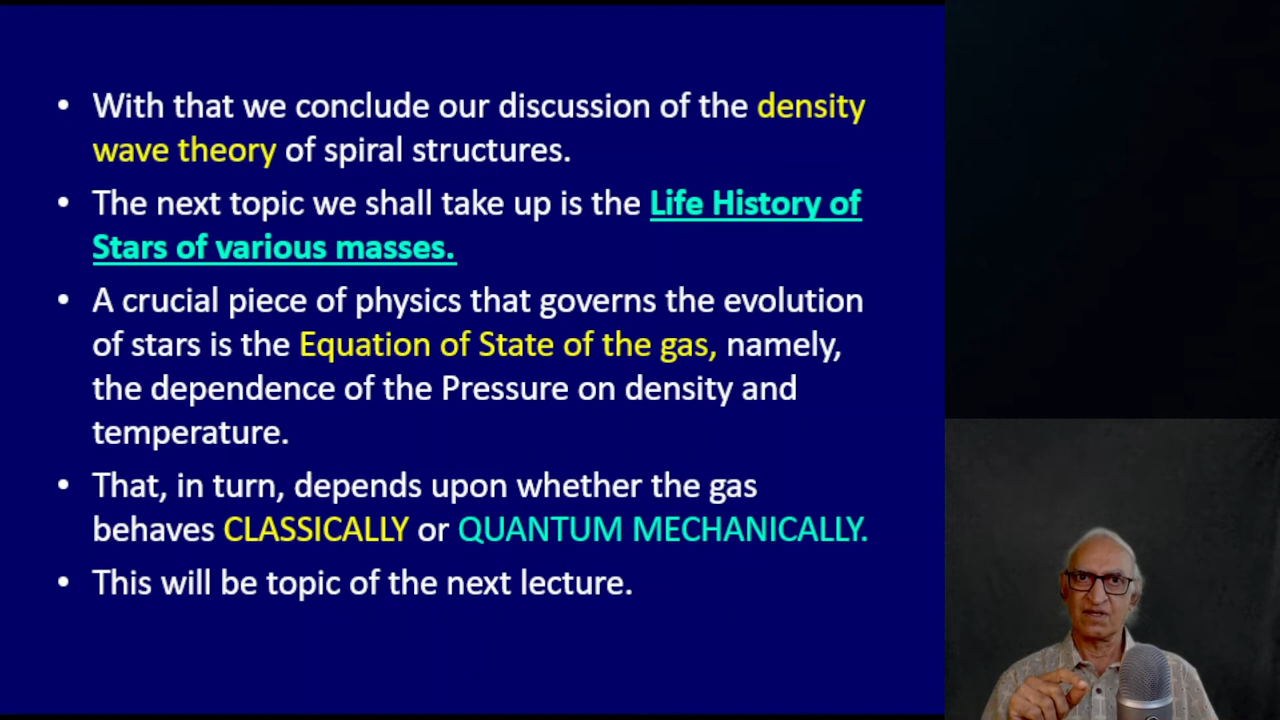 • With that we conclude our discussion of the density
wave theory of spiral structures.
• The next topic we shall take up is the Life History of
Stars of various masses.
• A crucial piece of physics that governs the evolution
of stars is the Equation of State of the gas, namely,
the dependence of the Pressure on density and
temperature.
• That, in turn, depends upon whether the gas
behaves CLASSICALLY or QUANTUM MECHANICALLY.
• This will be topic of the next lecture.